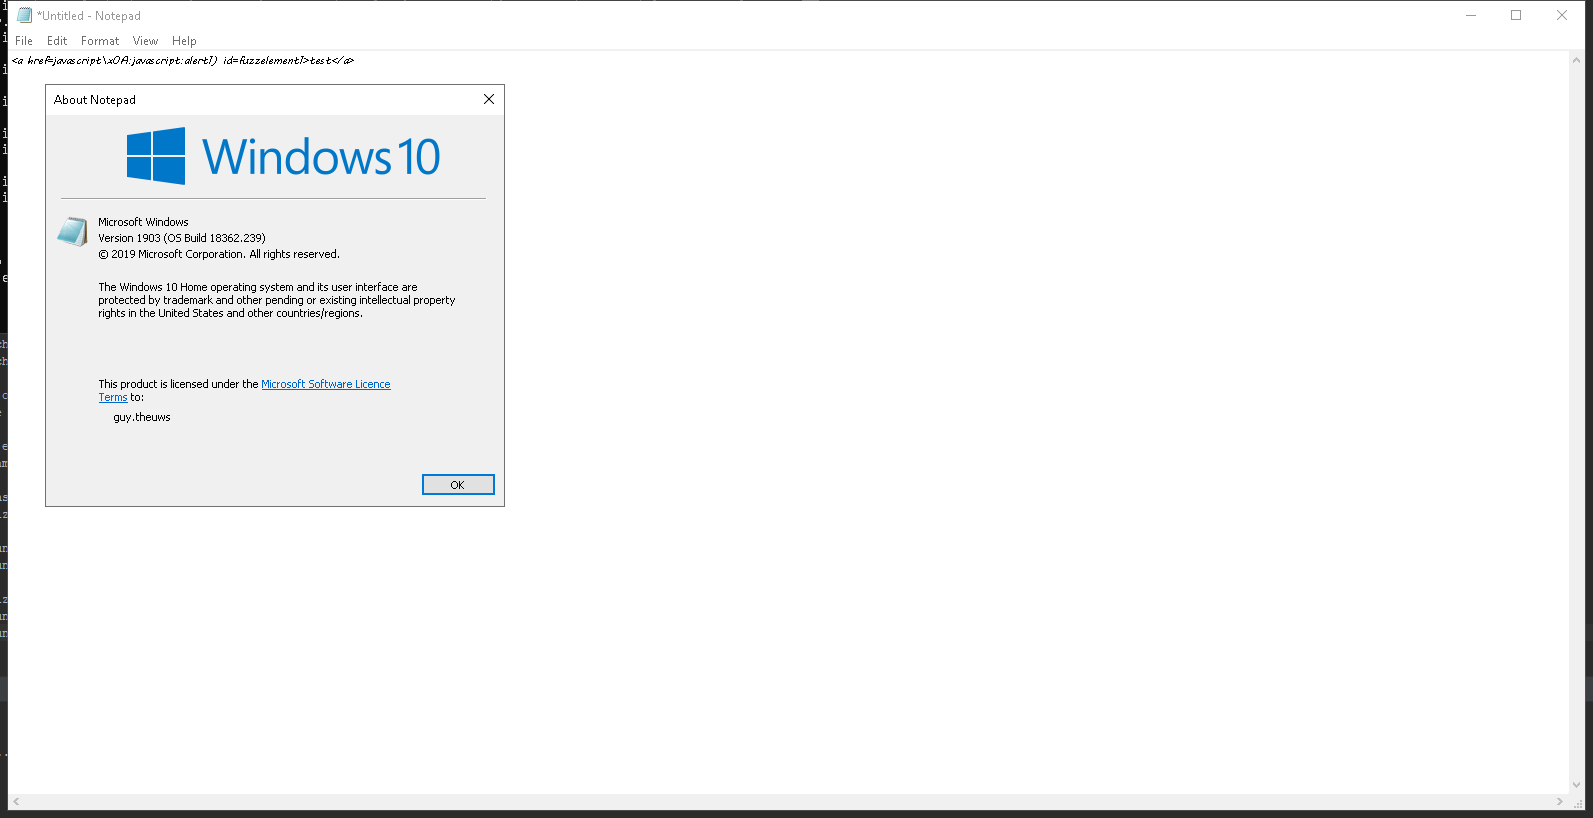 *Untitled - Notepad
File Edit Format View Help
<a href=javascript\x0A:javascript:alert1) id=fuzzelement1>test</a>
About Notepad
Windows 10
Microsoft Windows
Version 1903 (OS Build 18362.239)
© 2019 Microsoft Corporation. All rights reserved.
The Windows 10 Home operating system and its user interface are
protected by trademark and other pending or existing intellectual property
rights in the United States and other countries/regions.
This product is licensed under the Microsoft Software Licence
Terms to:
guy.theuws
OK